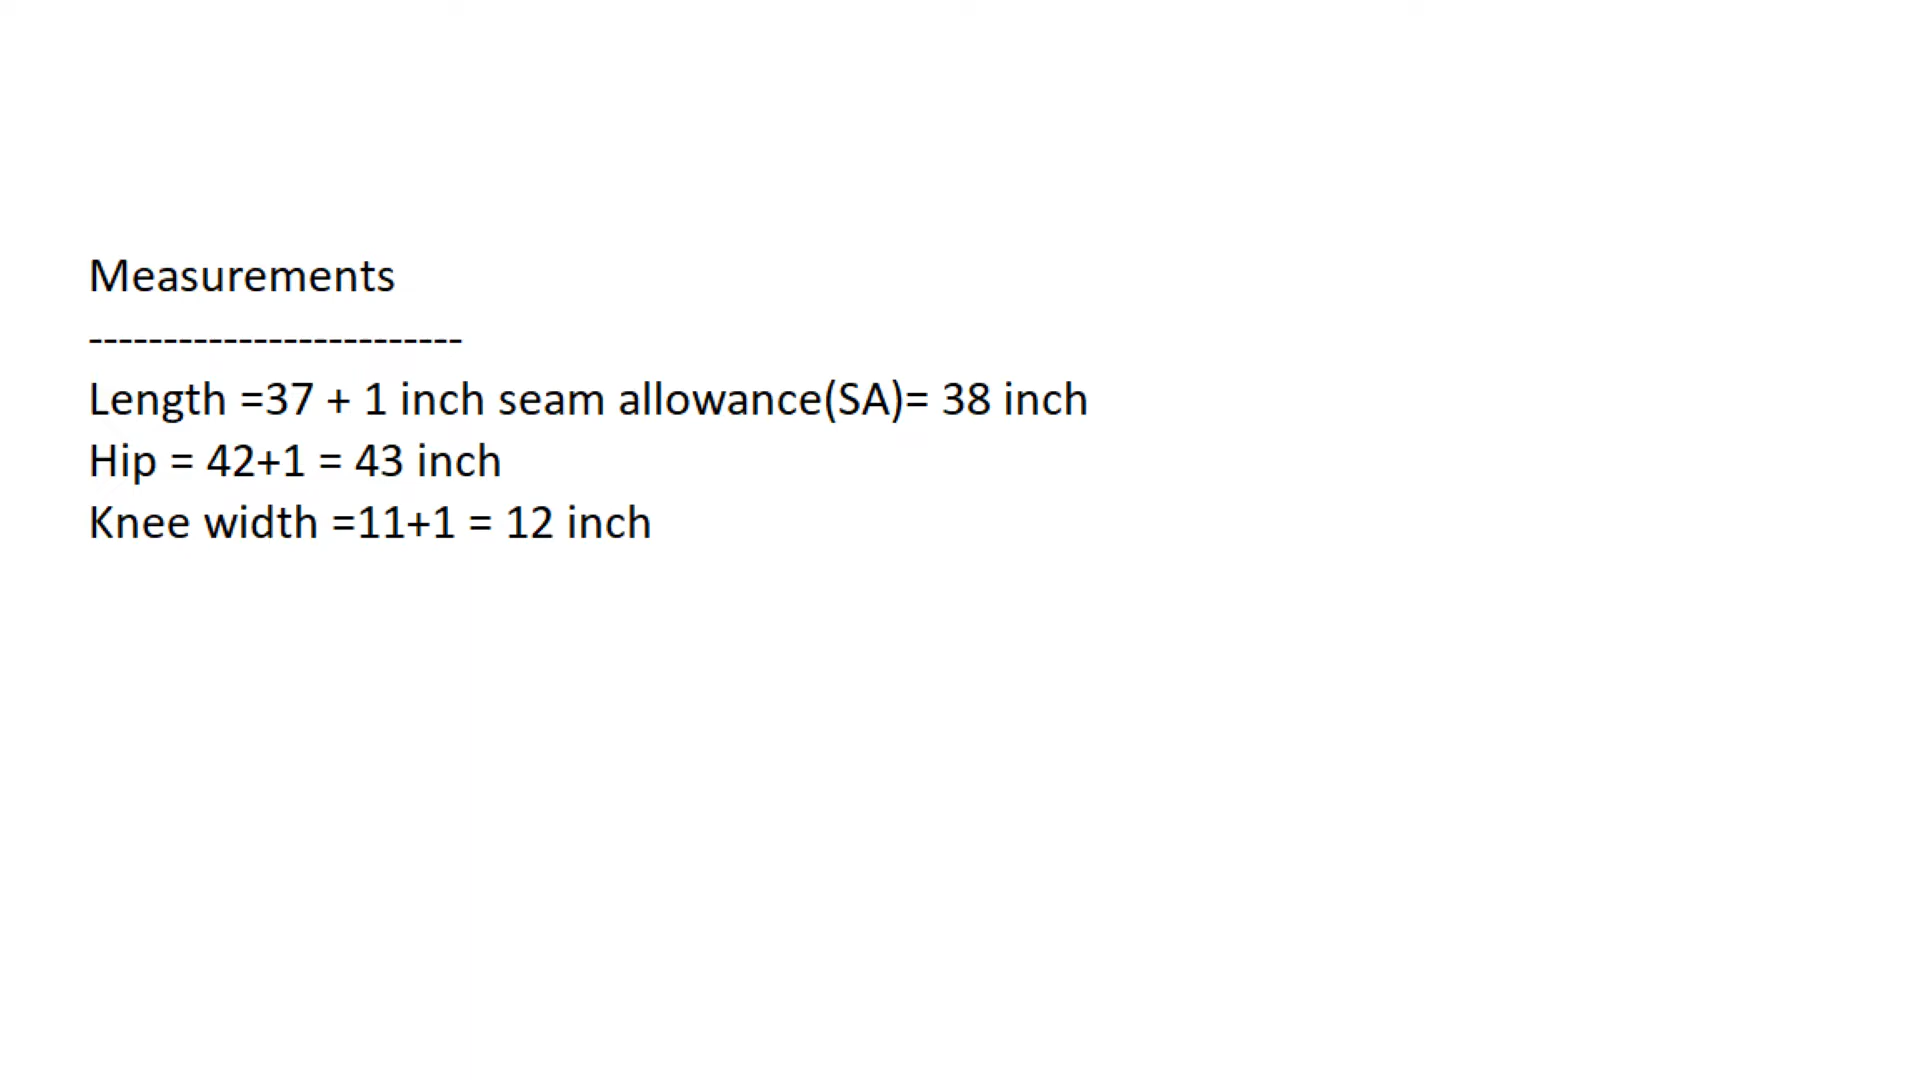 Measurements
-------------------------
Length =37 + 1 inch seam allowance(SA)= 38 inch
Hip = 42+1 = 43 inch
Knee width =11+1 = 12 inch